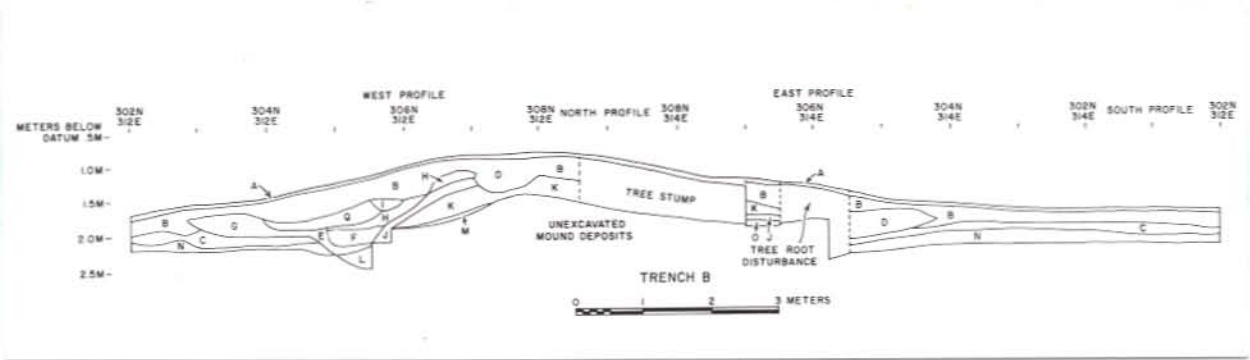 WEST PROFILE
EAST PROFILE
302N 304N 306N 308N NORTH PROFILE 308N 306N 304N 302N SOUTH PROFILE 302N
312E 312E 312E 312E 314E 314E 314E 314E 312E
METERS BELOW
DATUM .5M
1.0M
1.5M
2.0M
2.5M
A
B
B
G
N
C
Q
I
H
H
E
F
J
L
K
M
D
B
K
TREE STUMP
UNEXCAVATED
MOUND DEPOSITS
B
K
O
J
A
TREE ROOT
DISTURBANCE
B
D
B
N
C
TRENCH B
0 1 2 3 METERS